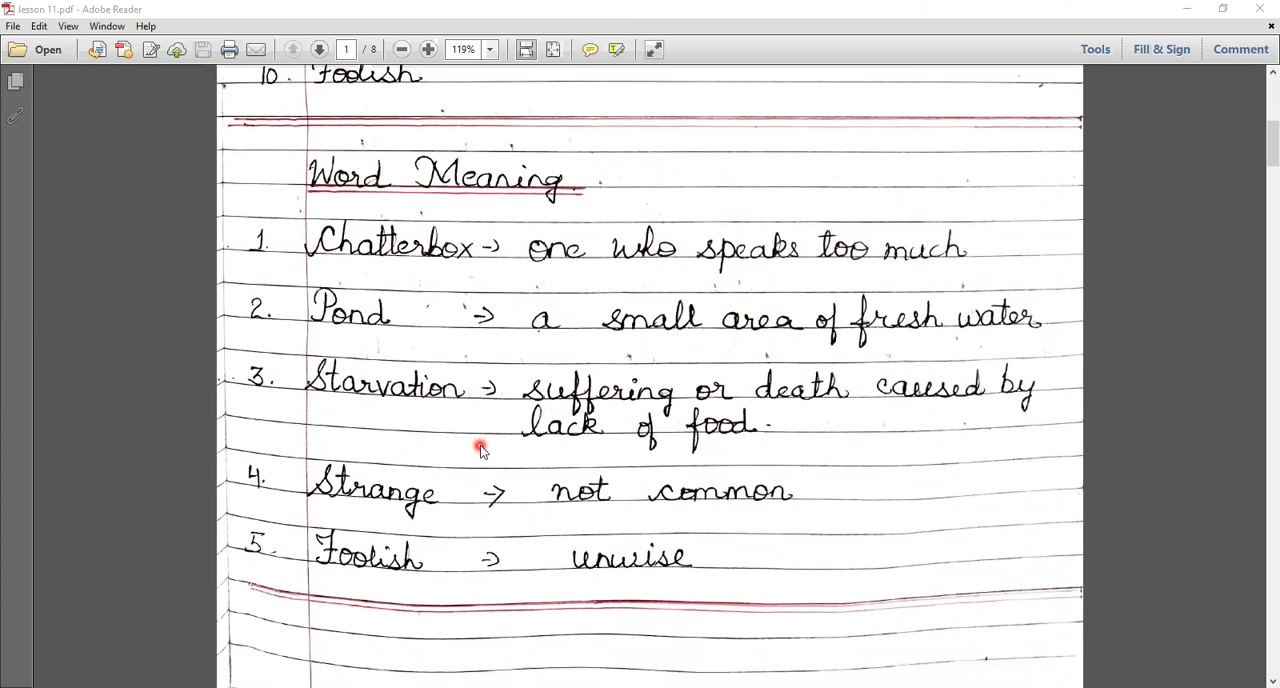 lesson 11.pdf - Adobe Reader
File Edit View Window Help
Open 1 / 8 119% Tools Fill & Sign Comment
10. Foolish
Word Meaning
1. Chatterbox → one who speaks too much
2. Pond → a small area of fresh water
3. Starvation → suffering or death caused by
lack of food.
4. Strange → not common
5. Foolish → unwise